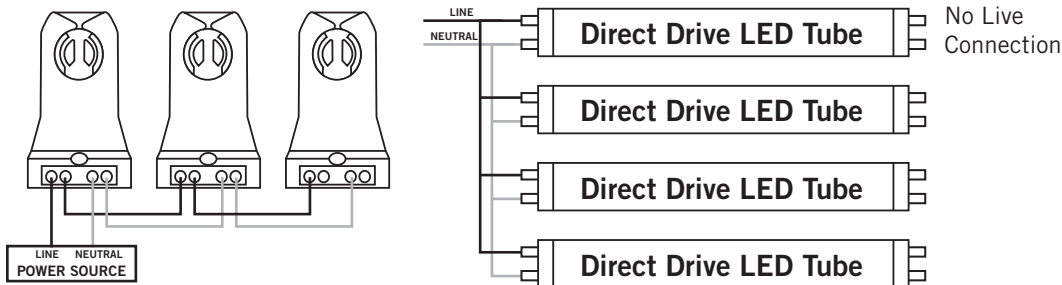 LINE NEUTRAL
POWER SOURCE
LINE
NEUTRAL
Direct Drive LED Tube
No Live
Connection
Direct Drive LED Tube
Direct Drive LED Tube
Direct Drive LED Tube